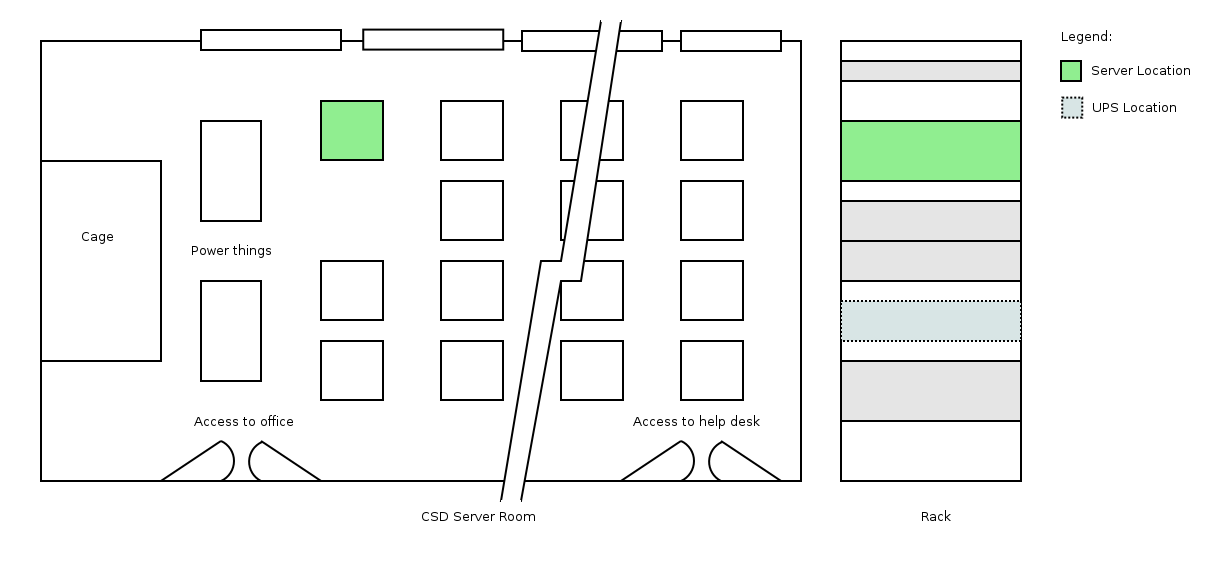 Legend:
Server Location
UPS Location
Cage
Power things
Access to office
Access to help desk
CSD Server Room
Rack